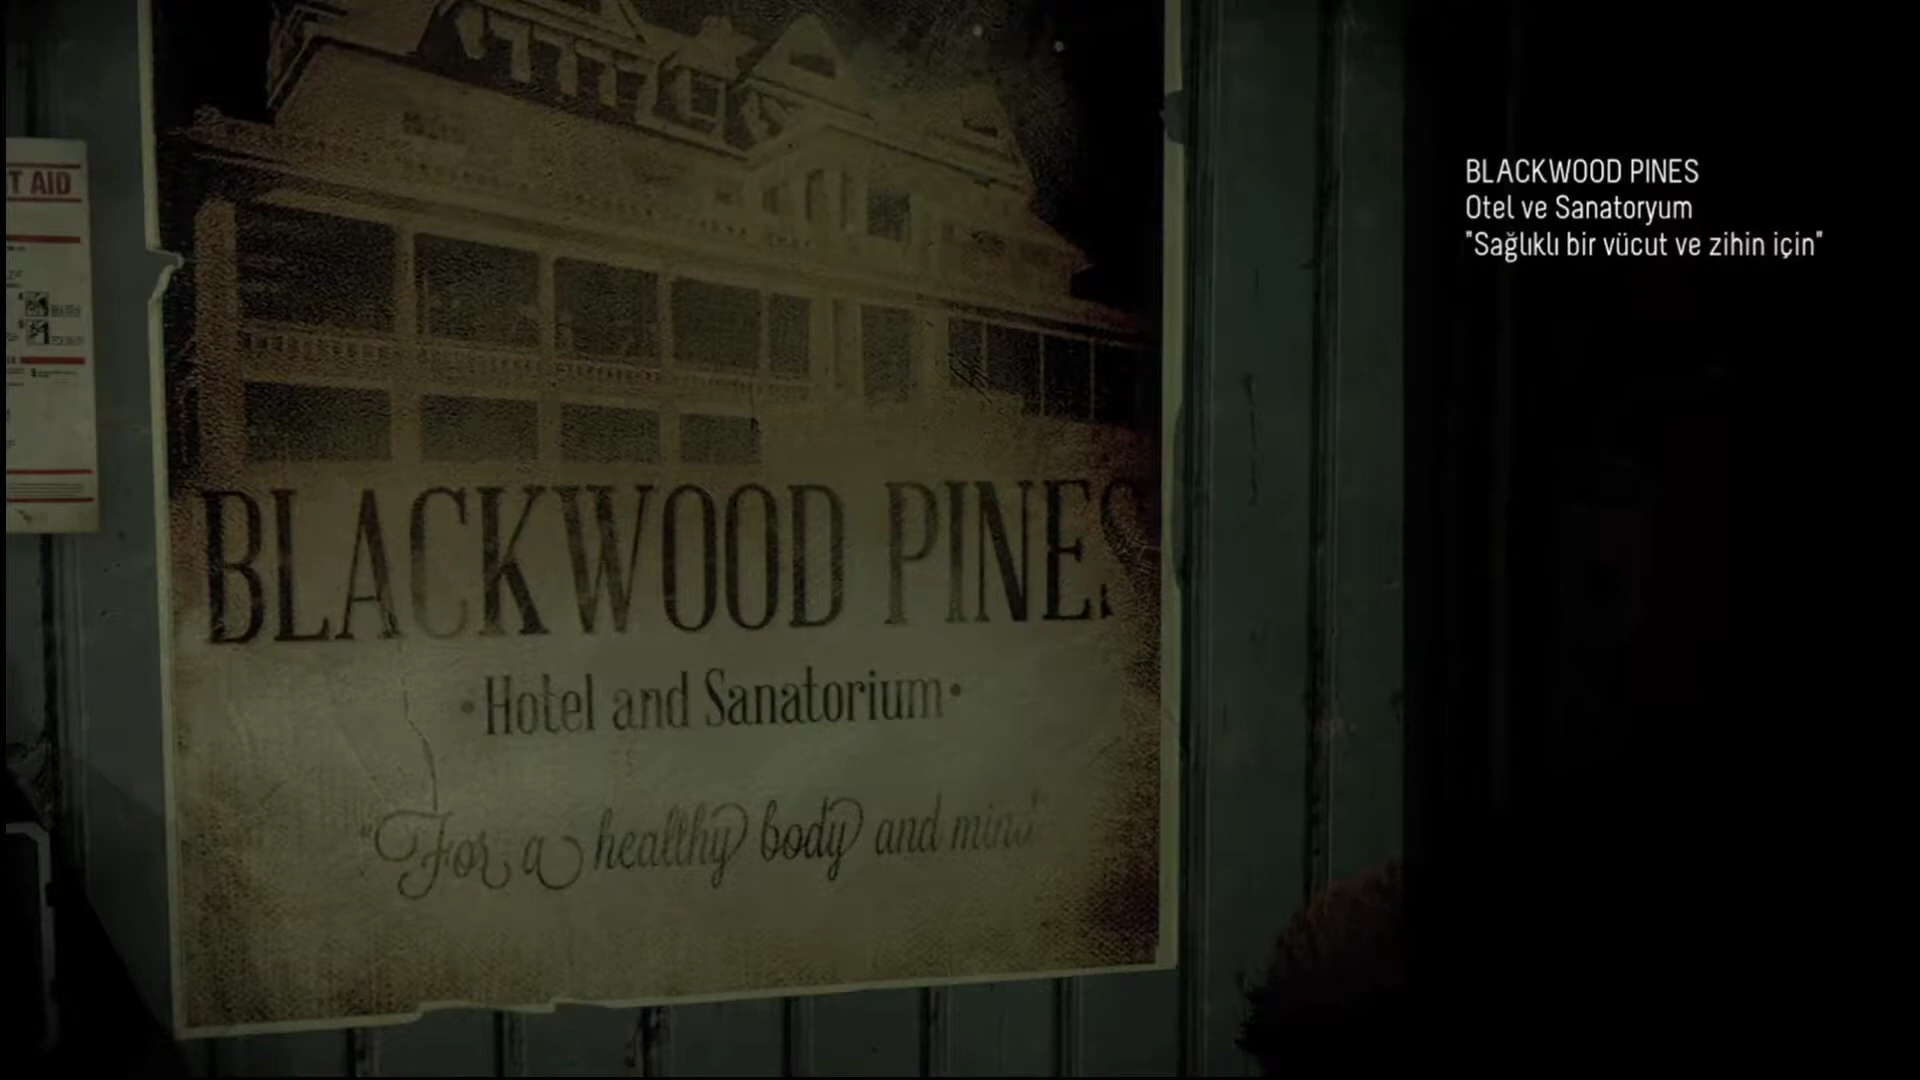 T AID
BLACKWOOD PINES
Hotel and Sanatorium
"For a healthy body and mind"
BLACKWOOD PINES
Otel ve Sanatoryum
"Sağlıklı bir vücut ve zihin için"